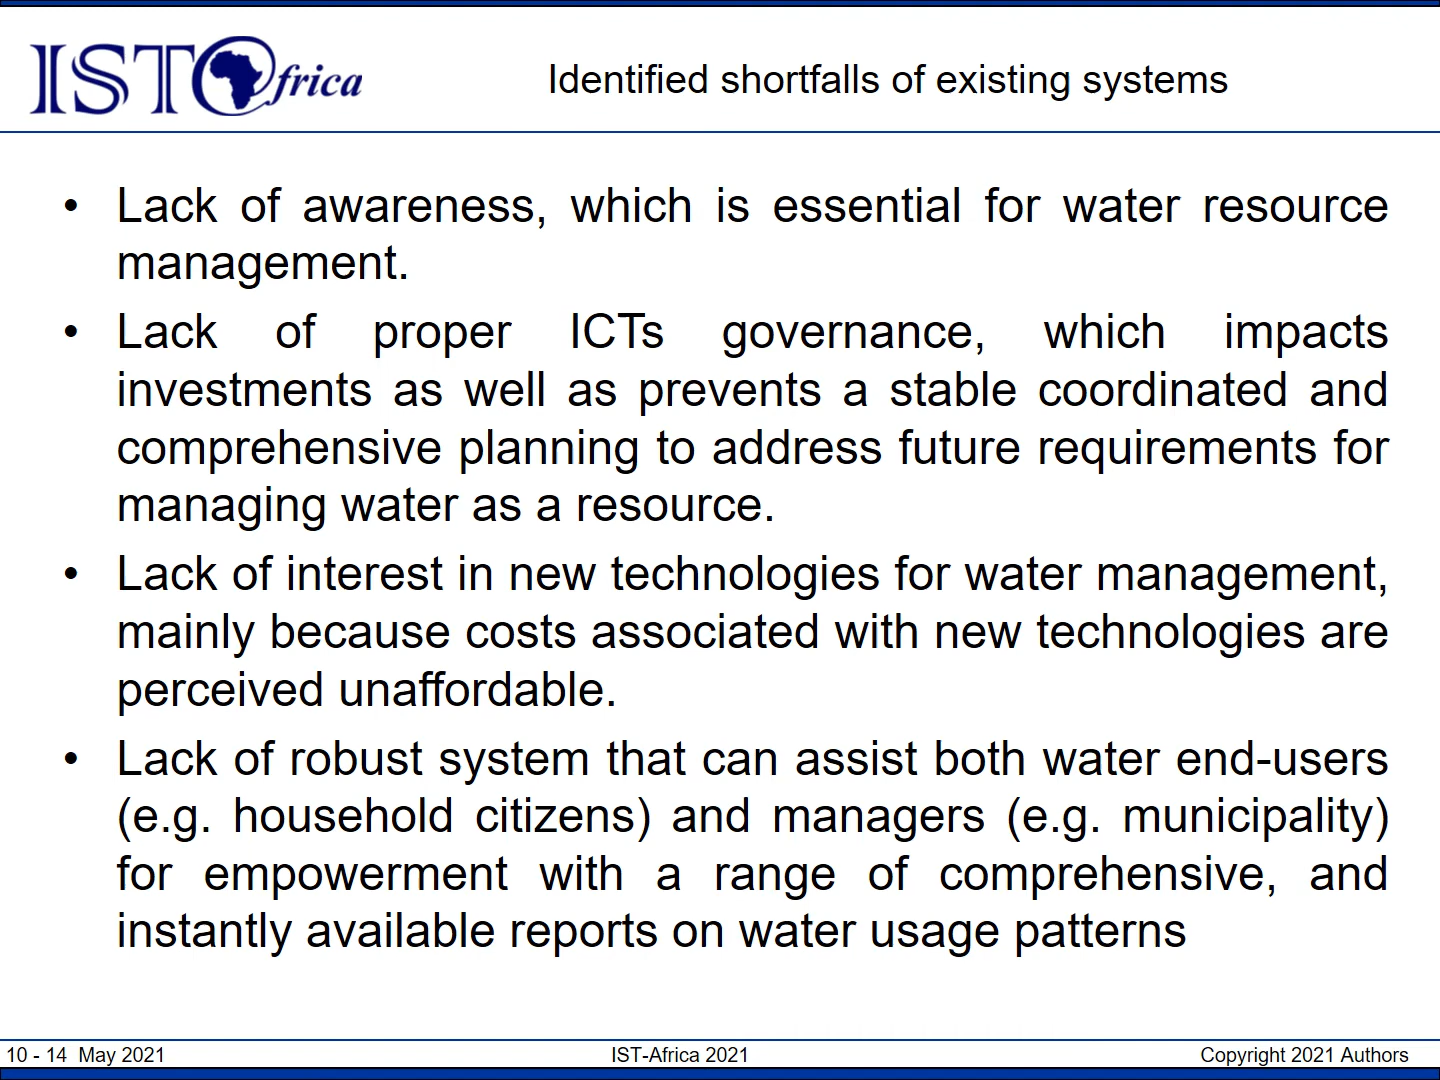 IST Africa
Identified shortfalls of existing systems
• Lack of awareness, which is essential for water resource
management.
• Lack of proper ICTs governance, which impacts
investments as well as prevents a stable coordinated and
comprehensive planning to address future requirements for
managing water as a resource.
• Lack of interest in new technologies for water management,
mainly because costs associated with new technologies are
perceived unaffordable.
• Lack of robust system that can assist both water end-users
(e.g. household citizens) and managers (e.g. municipality)
for empowerment with a range of comprehensive, and
instantly available reports on water usage patterns
10 - 14 May 2021
IST-Africa 2021
Copyright 2021 Authors